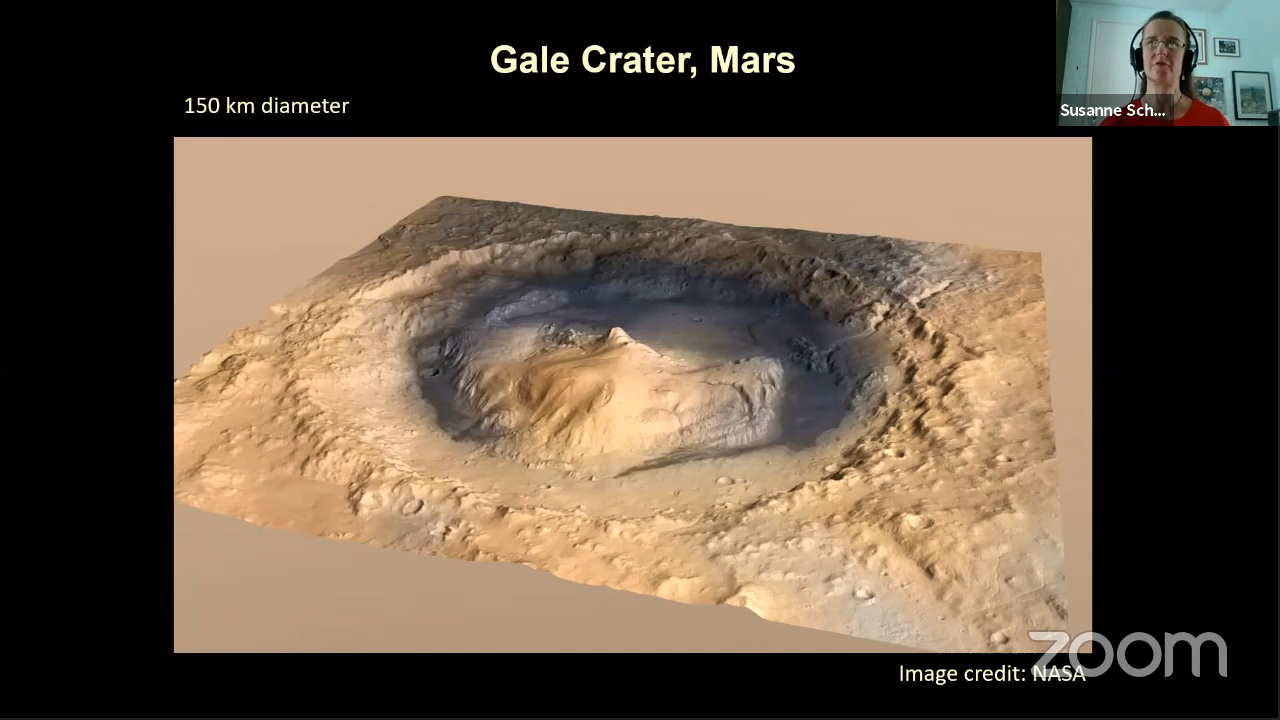 Gale Crater, Mars
150 km diameter
Susanne Sch...
zoom
Image credit: NASA